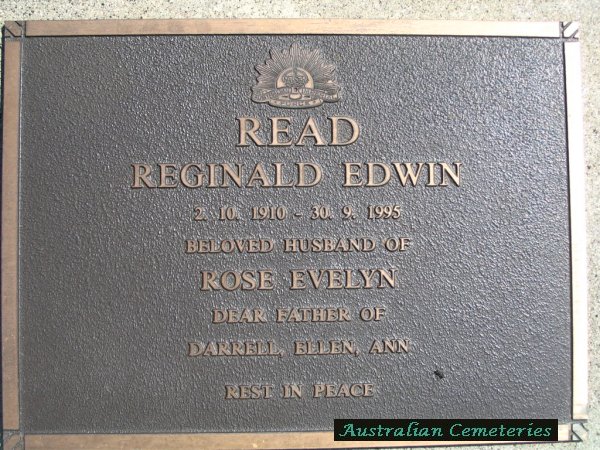 READ
REGINALD EDWIN
2. 10. 1910 - 30. 9. 1995
BELOVED HUSBAND OF
ROSE EVELYN
DEAR FATHER OF
DARRELL, ELLEN, ANN
REST IN PEACE
Australian Cemeteries